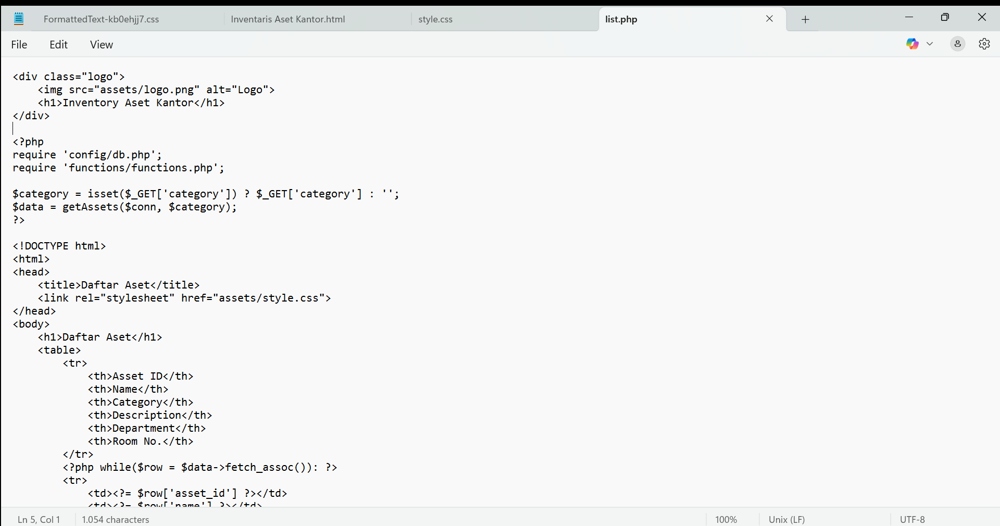 FormattedText-kb0ehjj7.css Inventaris Aset Kantor.html style.css list.php
File Edit View
<div class="logo">
    <img src="assets/logo.png" alt="Logo">
    <h1>Inventory Aset Kantor</h1>
</div>

<?php
require 'config/db.php';
require 'functions/functions.php';

$category = isset($_GET['category']) ? $_GET['category'] : '';
$data = getAssets($conn, $category);
?>

<!DOCTYPE html>
<html>
<head>
    <title>Daftar Aset</title>
    <link rel="stylesheet" href="assets/style.css">
</head>
<body>
    <h1>Daftar Aset</h1>
    <table>
        <tr>
            <th>Asset ID</th>
            <th>Name</th>
            <th>Category</th>
            <th>Description</th>
            <th>Department</th>
            <th>Room No.</th>
        </tr>
        <?php while($row = $data->fetch_assoc()): ?>
        <tr>
            <td><?= $row['asset_id'] ?></td>
            <td><?= $row['name'] ?></td>
Ln 5, Col 1 1.054 characters 100% Unix (LF) UTF-8